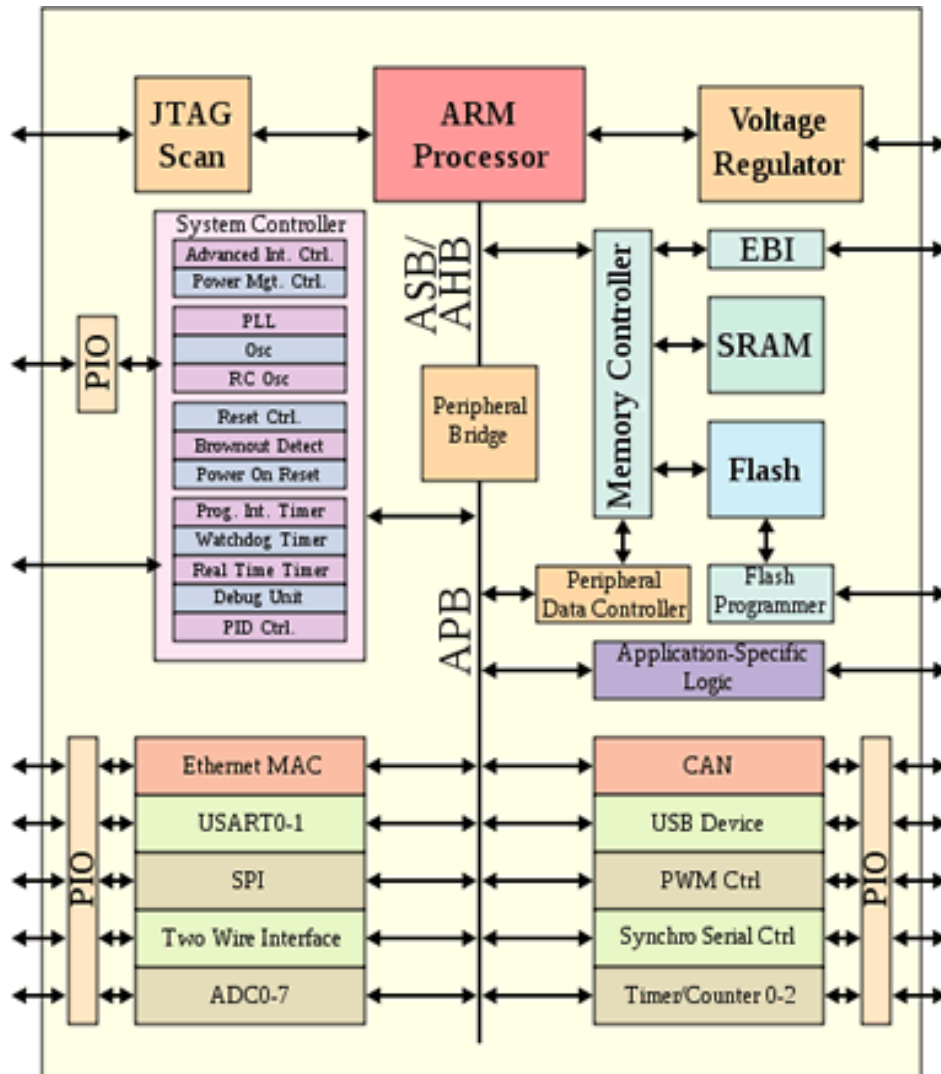 JTAG
Scan
ARM
Processor
Voltage
Regulator
System Controller
Advanced Int. Ctrl.
Power Mgt. Ctrl.
PLL
Osc
RC Osc
Reset Ctrl.
Brownout Detect
Power On Reset
Prog. Int. Timer
Watchdog Timer
Real Time Timer
Debug Unit
PID Ctrl.
PIO
ASB/
AHB
Peripheral
Bridge
APB
Memory Controller
EBI
SRAM
Flash
Peripheral
Data Controller
Flash
Programmer
Application-Specific
Logic
PIO
Ethernet MAC
USART0-1
SPI
Two Wire Interface
ADC0-7
CAN
USB Device
PWM Ctrl
Synchro Serial Ctrl
Timer/Counter 0-2
PIO